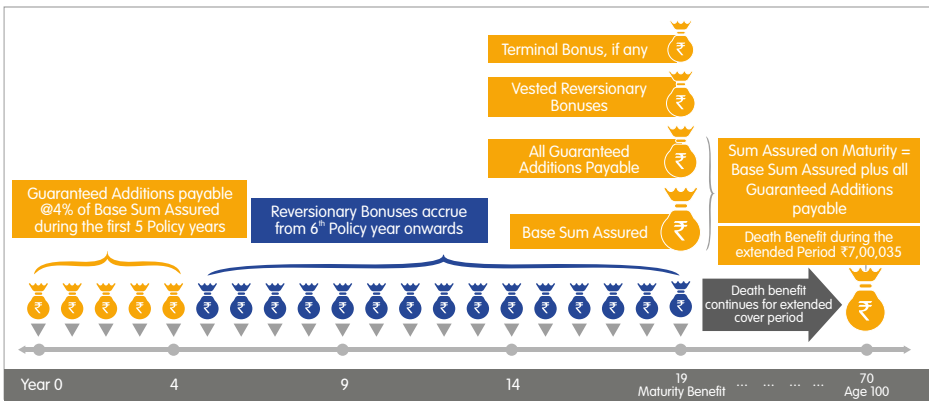 Terminal Bonus, if any
Vested Reversionary
Bonuses
All Guaranteed
Additions Payable
Base Sum Assured
Sum Assured on Maturity =
Base Sum Assured plus all
Guaranteed Additions
payable
Death Benefit during the
extended Period ₹7,00,035
Guaranteed Additions payable
@4% of Base Sum Assured
during the first 5 Policy years
Reversionary Bonuses accrue
from 6th Policy year onwards
Death benefit
continues for extended
cover period
Year 0 4 9 14 19 ... ... ... ... 70
Maturity Benefit Age 100